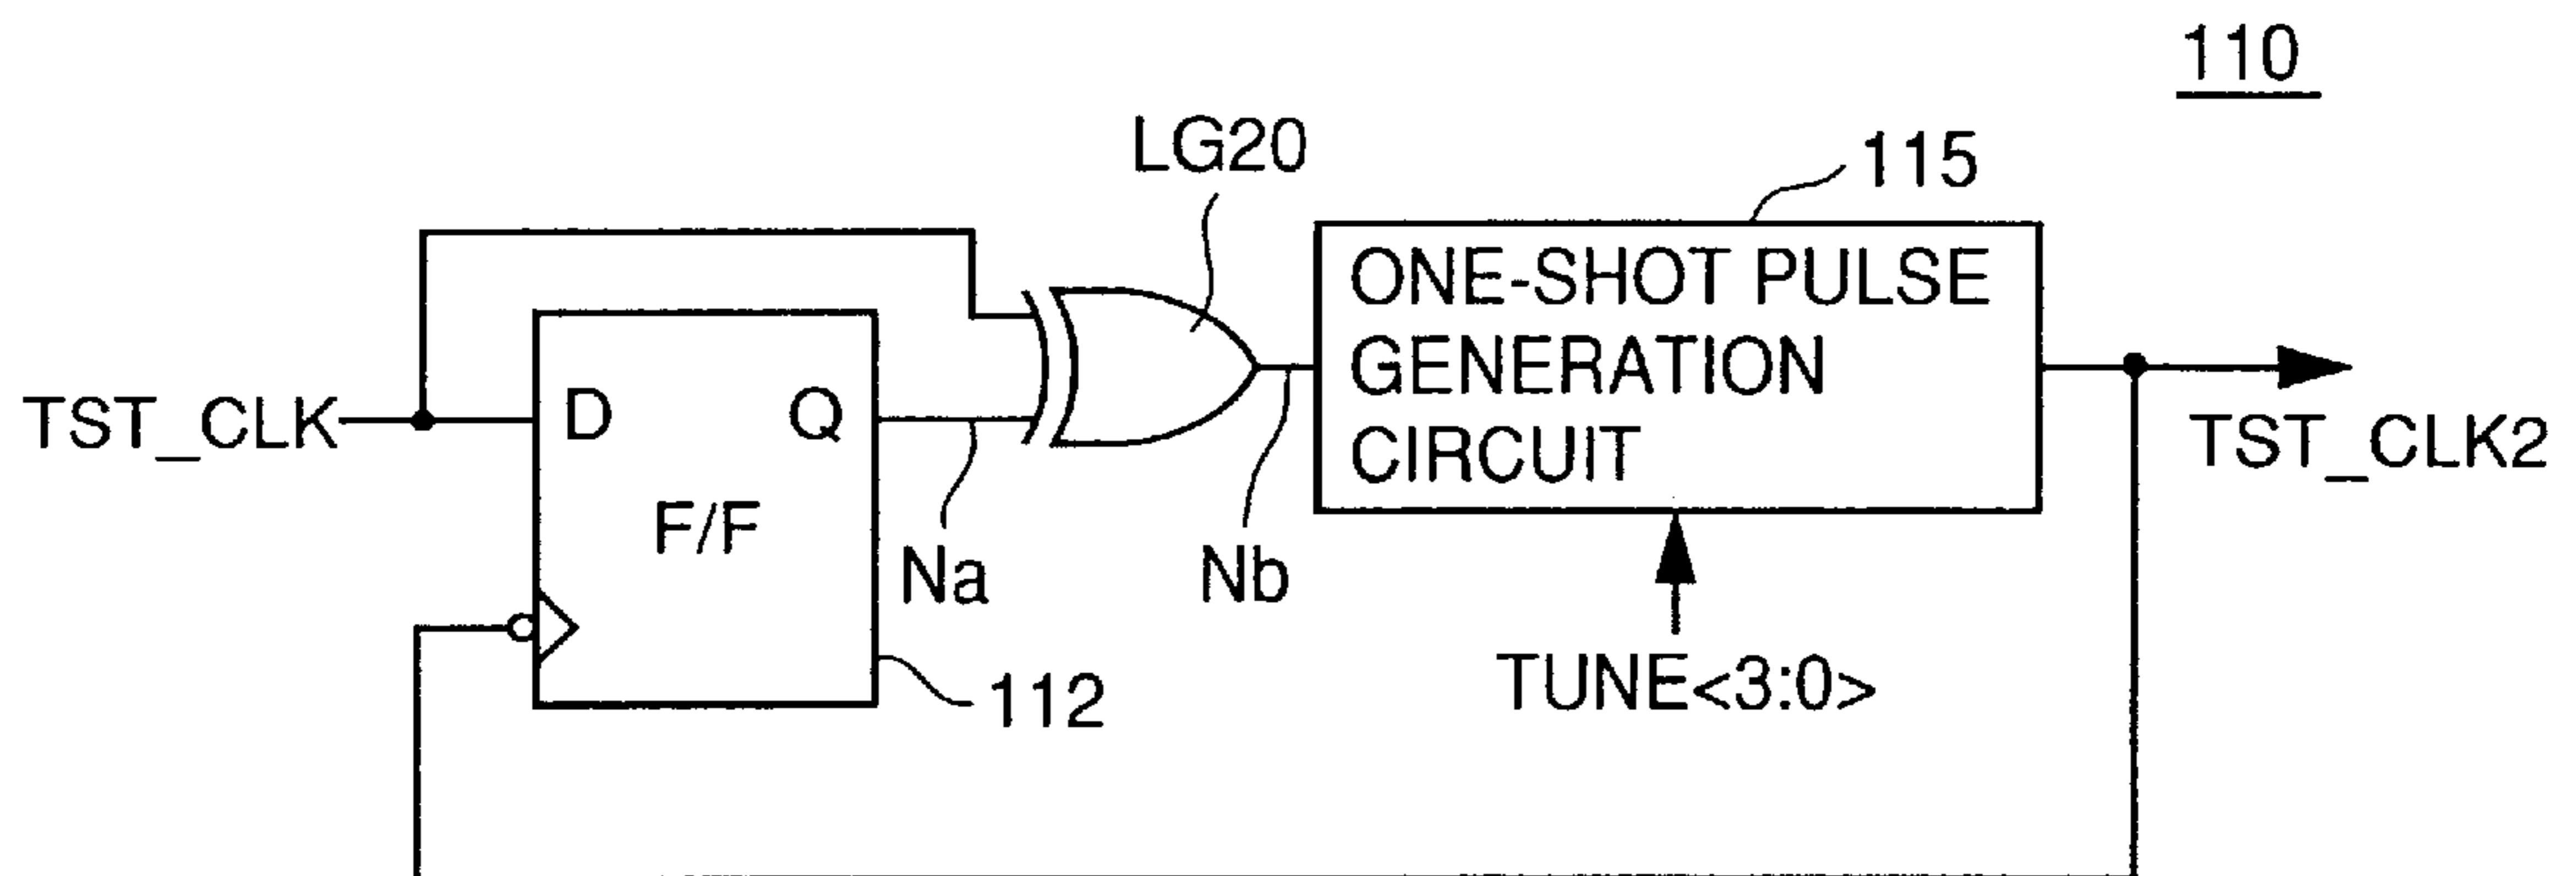 110
LG20
115
ONE-SHOT PULSE
GENERATION
CIRCUIT
TST_CLK
D
Q
F/F
Na
Nb
TST_CLK2
TUNE<3:0>
112